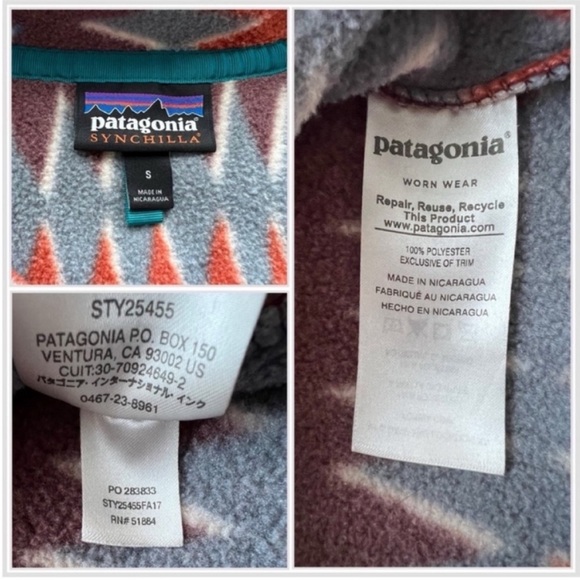 patagonia®
SYNCHILLA®
S
MADE IN
NICARAGUA
STY25455
PATAGONIA P.O. BOX 150
VENTURA, CA 93002 US
CUIT:30-70924649-2
パタゴニア・インターナショナル・インク
0467-23-8961
PO 283833
STY25455FA17
RN# 51884
patagonia®
WORN WEAR
Repair, Reuse, Recycle
This Product
www.patagonia.com
100% POLYESTER
EXCLUSIVE OF TRIM
MADE IN NICARAGUA
FABRIQUÉ AU NICARAGUA
HECHO EN NICARAGUA